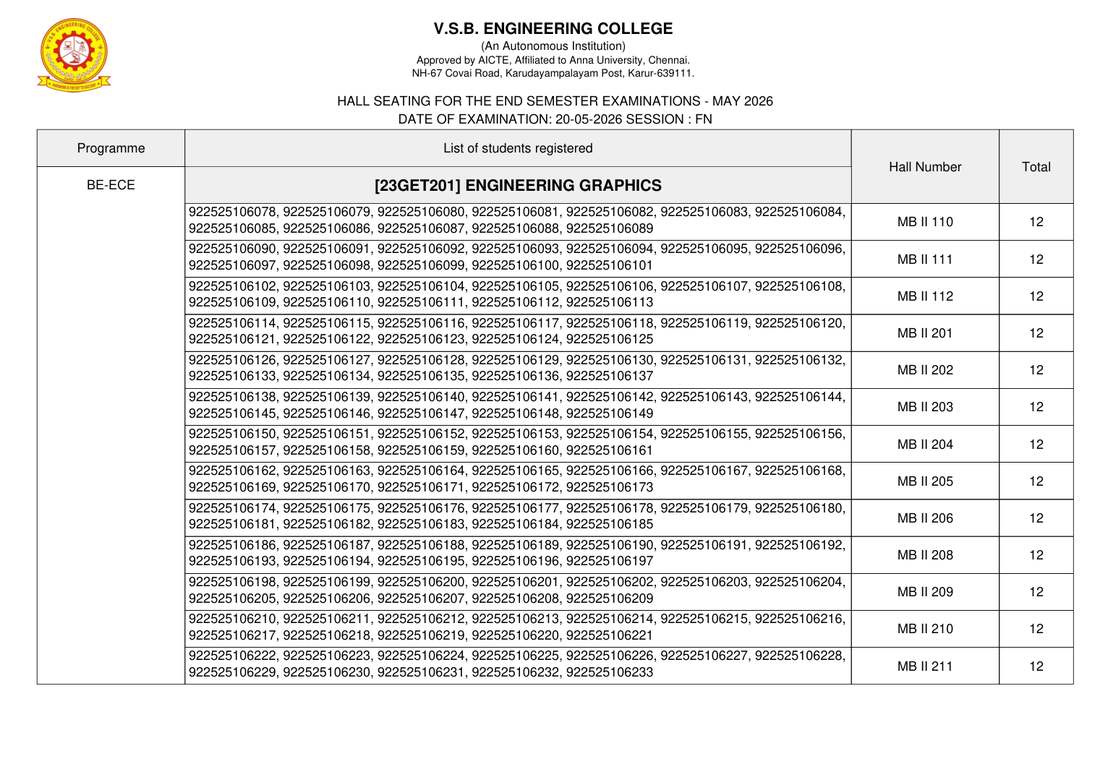 V.S.B. ENGINEERING COLLEGE
(An Autonomous Institution)
Approved by AICTE, Affiliated to Anna University, Chennai.
NH-67 Covai Road, Karudayampalayam Post, Karur-639111.
HALL SEATING FOR THE END SEMESTER EXAMINATIONS - MAY 2026
DATE OF EXAMINATION: 20-05-2026 SESSION : FN
Programme List of students registered Hall Number Total
BE-ECE [23GET201] ENGINEERING GRAPHICS
922525106078, 922525106079, 922525106080, 922525106081, 922525106082, 922525106083, 922525106084,
922525106085, 922525106086, 922525106087, 922525106088, 922525106089 MB II 110 12
922525106090, 922525106091, 922525106092, 922525106093, 922525106094, 922525106095, 922525106096,
922525106097, 922525106098, 922525106099, 922525106100, 922525106101 MB II 111 12
922525106102, 922525106103, 922525106104, 922525106105, 922525106106, 922525106107, 922525106108,
922525106109, 922525106110, 922525106111, 922525106112, 922525106113 MB II 112 12
922525106114, 922525106115, 922525106116, 922525106117, 922525106118, 922525106119, 922525106120,
922525106121, 922525106122, 922525106123, 922525106124, 922525106125 MB II 201 12
922525106126, 922525106127, 922525106128, 922525106129, 922525106130, 922525106131, 922525106132,
922525106133, 922525106134, 922525106135, 922525106136, 922525106137 MB II 202 12
922525106138, 922525106139, 922525106140, 922525106141, 922525106142, 922525106143, 922525106144,
922525106145, 922525106146, 922525106147, 922525106148, 922525106149 MB II 203 12
922525106150, 922525106151, 922525106152, 922525106153, 922525106154, 922525106155, 922525106156,
922525106157, 922525106158, 922525106159, 922525106160, 922525106161 MB II 204 12
922525106162, 922525106163, 922525106164, 922525106165, 922525106166, 922525106167, 922525106168,
922525106169, 922525106170, 922525106171, 922525106172, 922525106173 MB II 205 12
922525106174, 922525106175, 922525106176, 922525106177, 922525106178, 922525106179, 922525106180,
922525106181, 922525106182, 922525106183, 922525106184, 922525106185 MB II 206 12
922525106186, 922525106187, 922525106188, 922525106189, 922525106190, 922525106191, 922525106192,
922525106193, 922525106194, 922525106195, 922525106196, 922525106197 MB II 208 12
922525106198, 922525106199, 922525106200, 922525106201, 922525106202, 922525106203, 922525106204,
922525106205, 922525106206, 922525106207, 922525106208, 922525106209 MB II 209 12
922525106210, 922525106211, 922525106212, 922525106213, 922525106214, 922525106215, 922525106216,
922525106217, 922525106218, 922525106219, 922525106220, 922525106221 MB II 210 12
922525106222, 922525106223, 922525106224, 922525106225, 922525106226, 922525106227, 922525106228,
922525106229, 922525106230, 922525106231, 922525106232, 922525106233 MB II 211 12